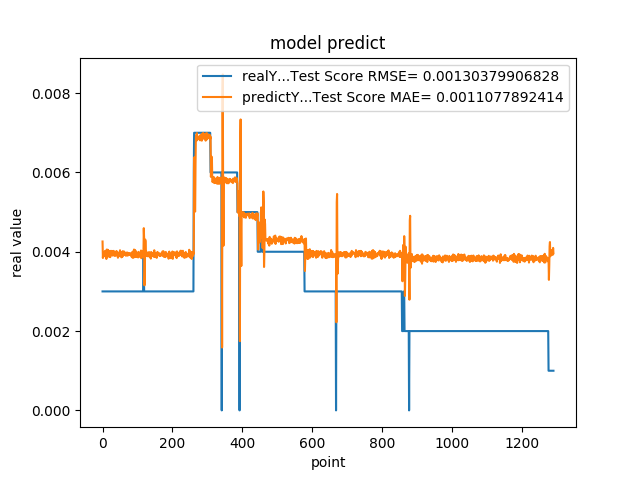 model predict
realY...Test Score RMSE= 0.00130379906828
predictY...Test Score MAE= 0.0011077892414
0.008
0.006
0.004
0.002
0.000
real value
0 200 400 600 800 1000 1200
point